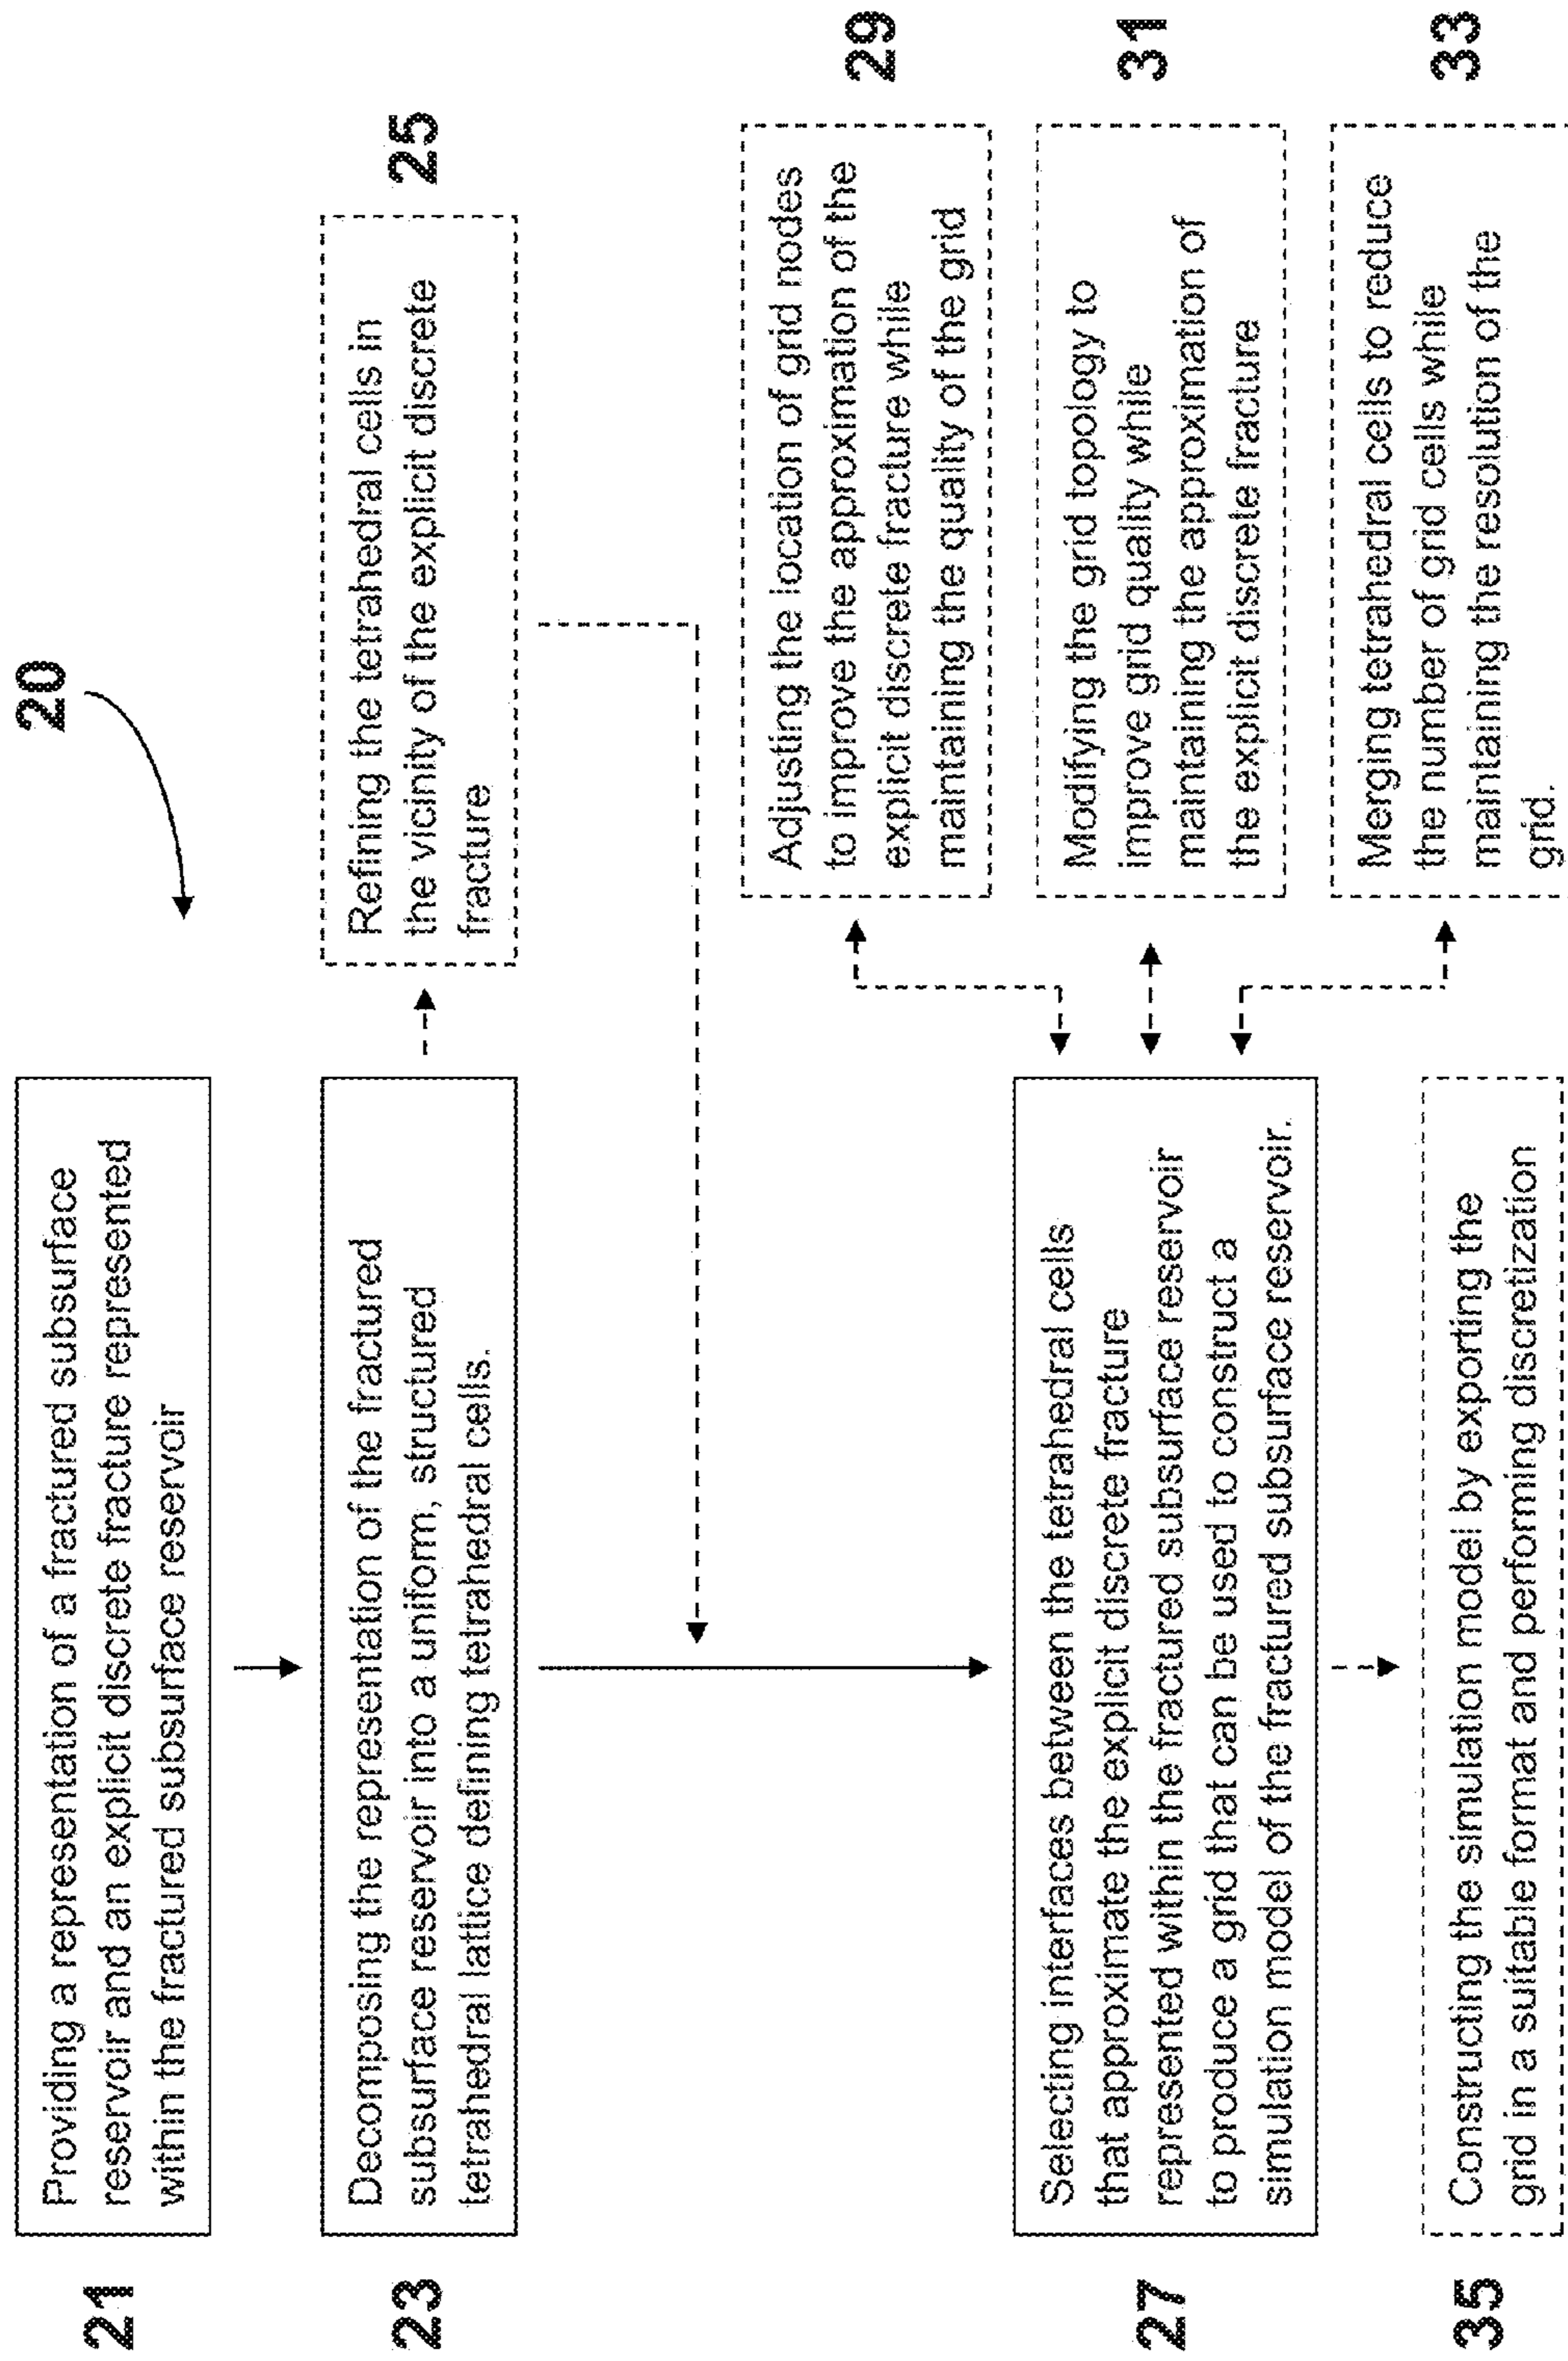 20
21
Providing a representation of a fractured subsurface
reservoir and an explicit discrete fracture represented
within the fractured subsurface reservoir
23
Decomposing the representation of the fractured
subsurface reservoir into a uniform, structured
tetrahedral lattice defining tetrahedral cells.
Refining the tetrahedral cells in
the vicinity of the explicit discrete
fracture
25
27
Selecting interfaces between the tetrahedral cells
that approximate the explicit discrete fracture
represented within the fractured subsurface reservoir
to produce a grid that can be used to construct a
simulation model of the fractured subsurface reservoir.
Adjusting the location of grid nodes
to improve the approximation of the
explicit discrete fracture while
maintaining the quality of the grid
29
Modifying the grid topology to
improve grid quality while
maintaining the approximation of
the explicit discrete fracture
31
Merging tetrahedral cells to reduce
the number of grid cells while
maintaining the resolution of the
grid.
33
35
Constructing the simulation model by exporting the
grid in a suitable format and performing discretization